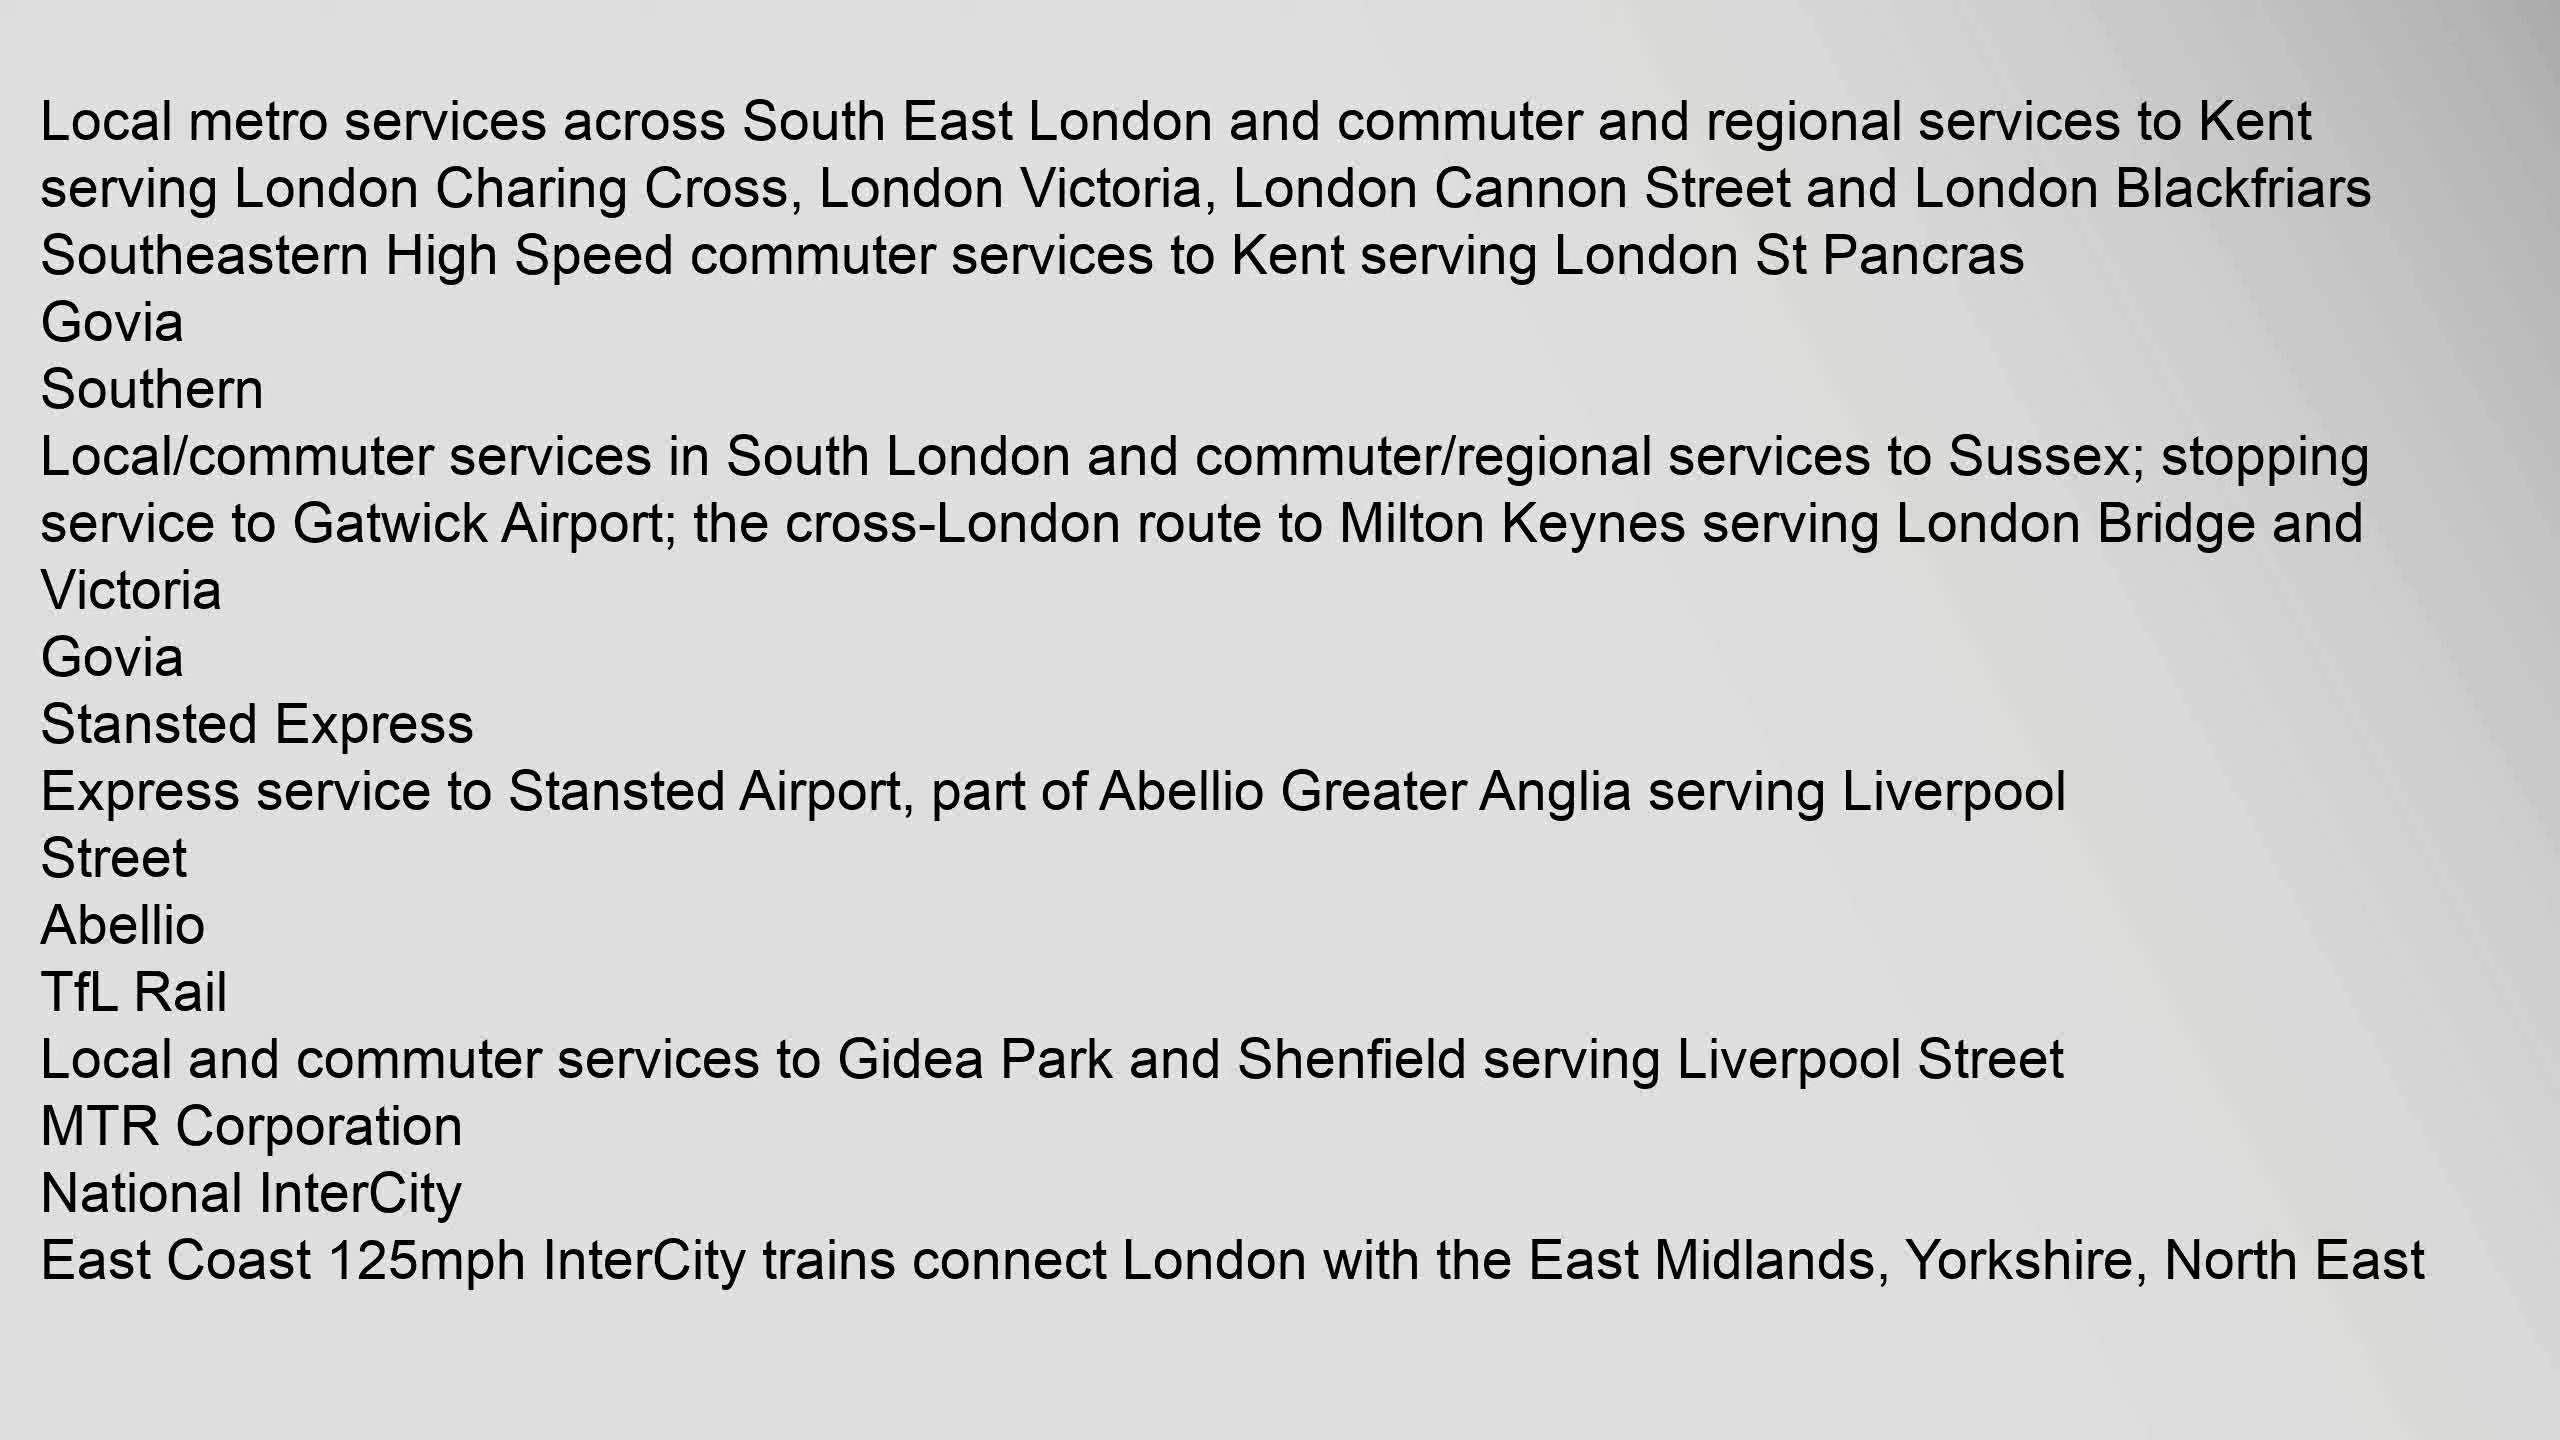 Local metro services across South East London and commuter and regional services to Kent
serving London Charing Cross, London Victoria, London Cannon Street and London Blackfriars
Southeastern High Speed commuter services to Kent serving London St Pancras
Govia
Southern
Local/commuter services in South London and commuter/regional services to Sussex; stopping
service to Gatwick Airport; the cross-London route to Milton Keynes serving London Bridge and
Victoria
Govia
Stansted Express
Express service to Stansted Airport, part of Abellio Greater Anglia serving Liverpool
Street
Abellio
TfL Rail
Local and commuter services to Gidea Park and Shenfield serving Liverpool Street
MTR Corporation
National InterCity
East Coast 125mph InterCity trains connect London with the East Midlands, Yorkshire, North East